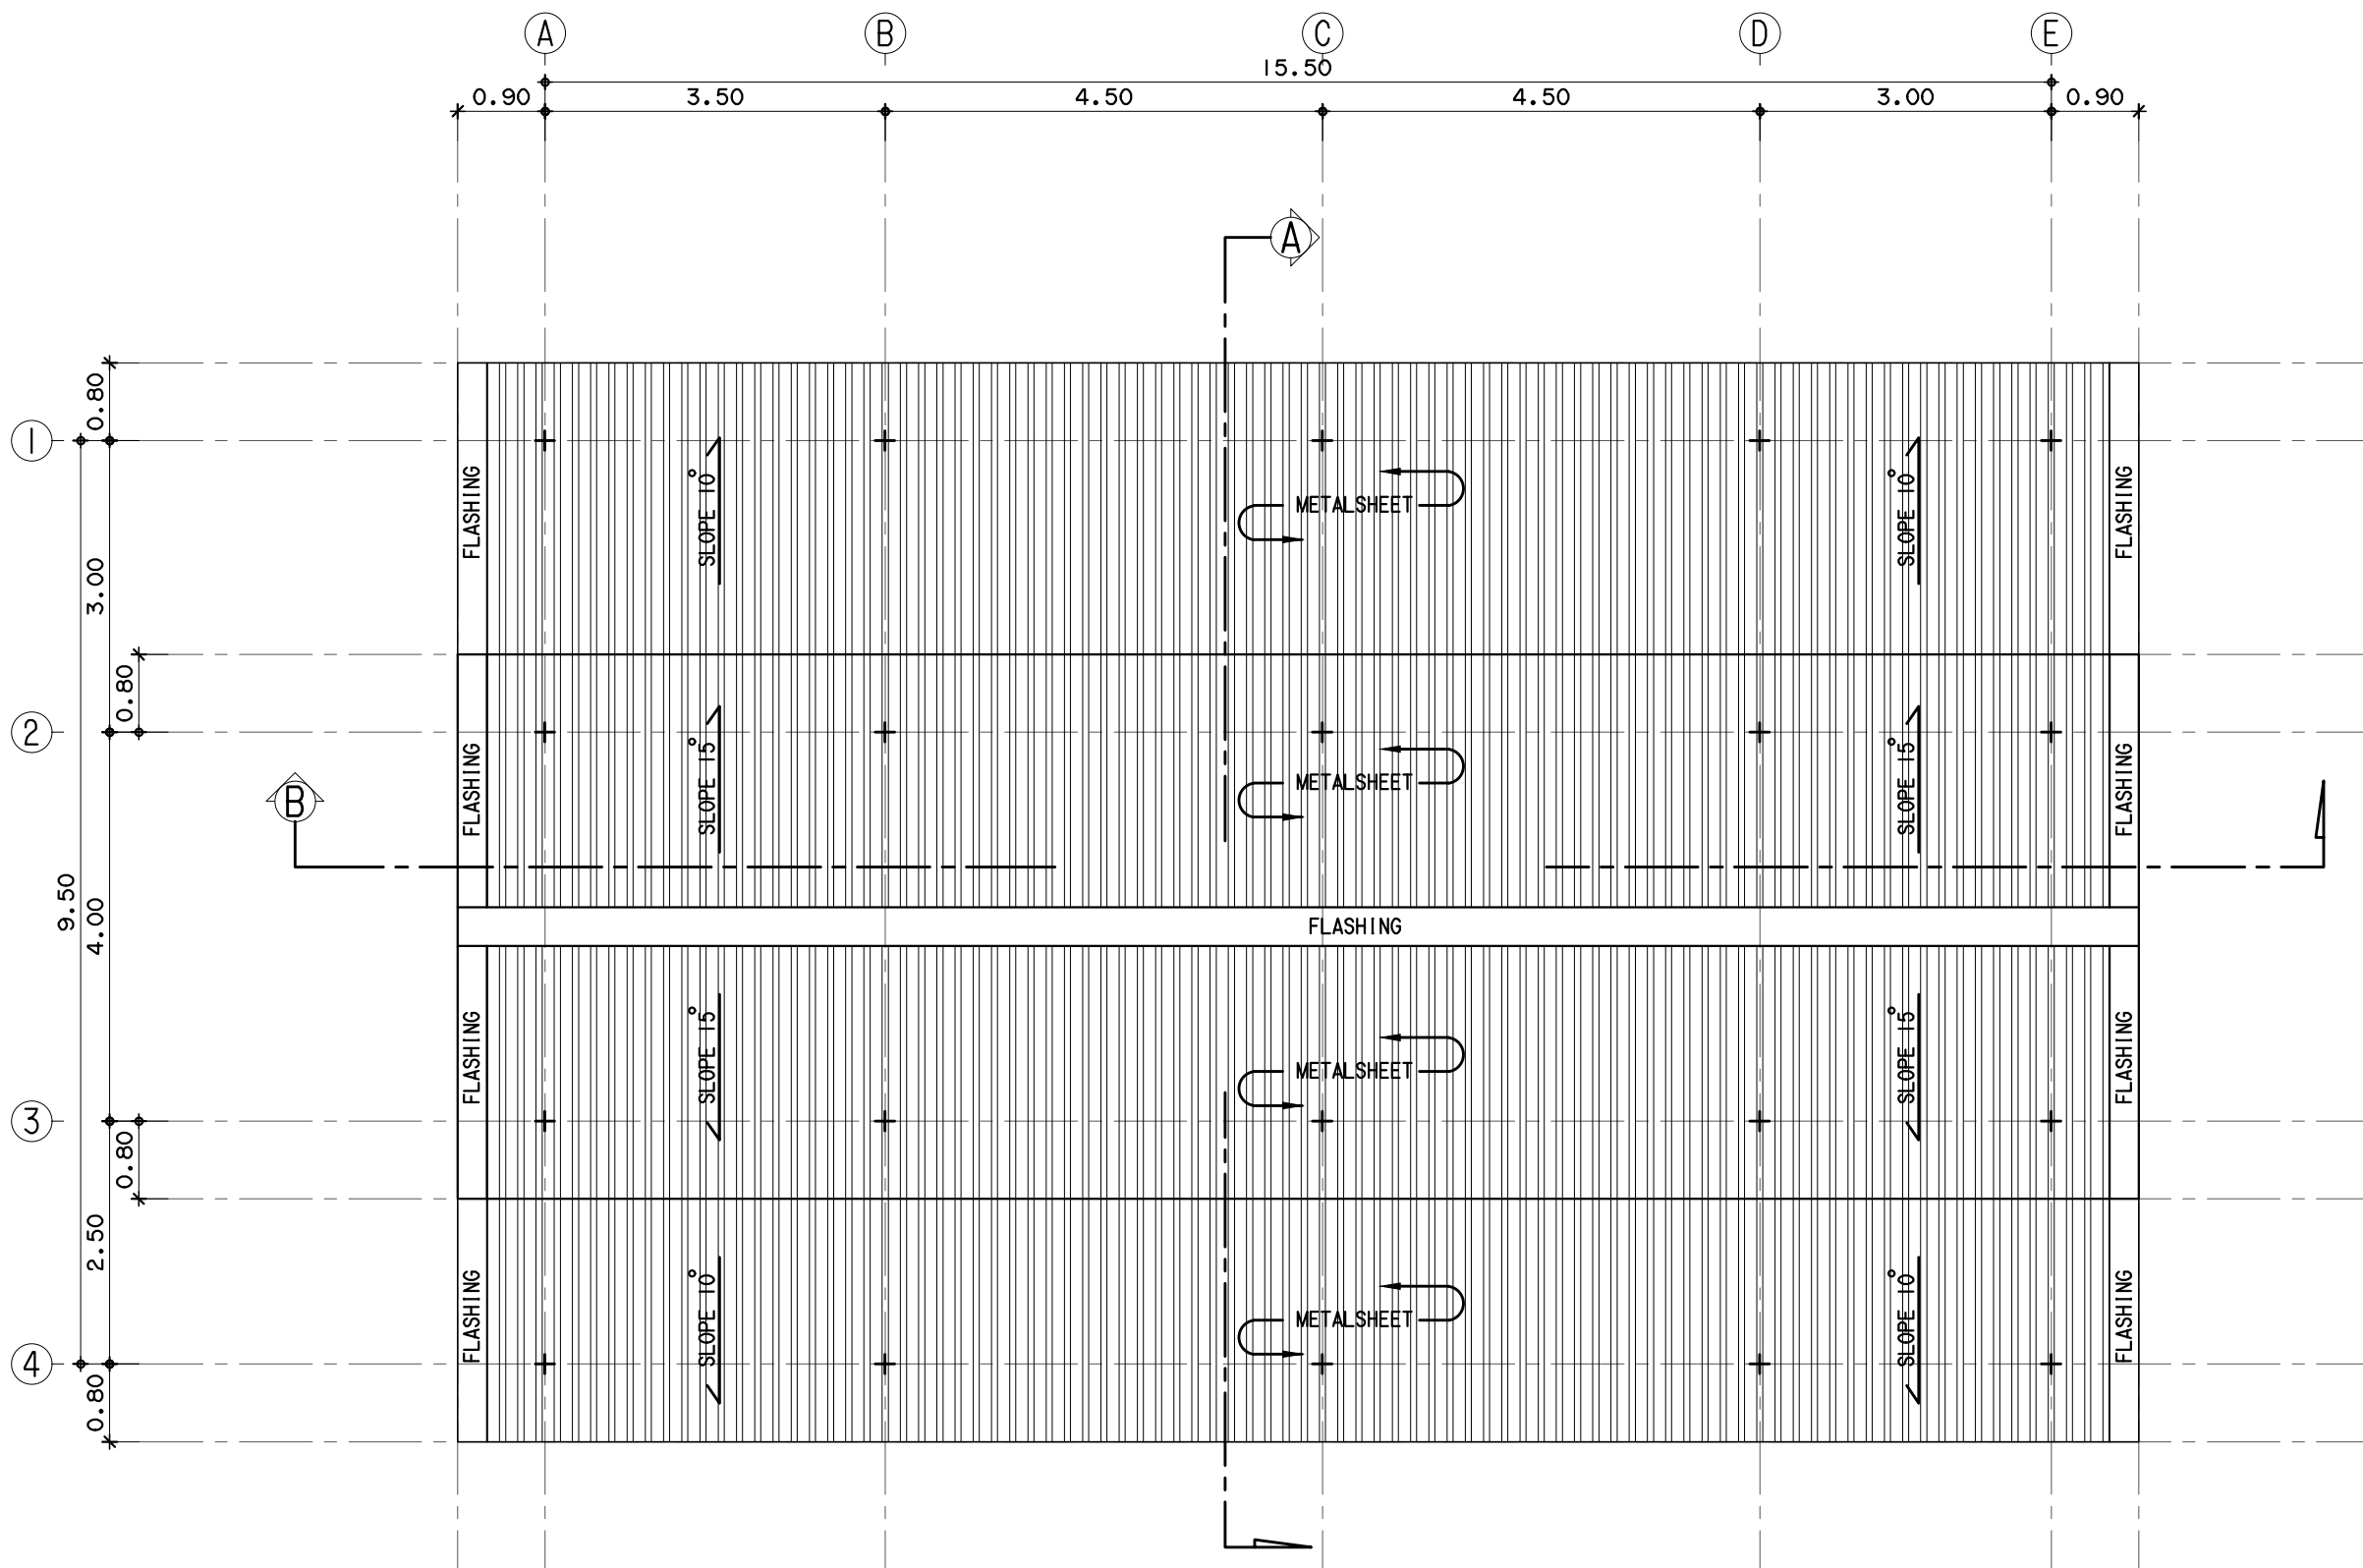 A B C D E
15.50
0.90 3.50 4.50 4.50 3.00 0.90
A
0.80
1
FLASHING SLOPE 10° METALSHEET SLOPE 10° FLASHING
3.00
0.80
2
FLASHING SLOPE 15° METALSHEET SLOPE 15° FLASHING
B
9.50
4.00
FLASHING
FLASHING SLOPE 15° METALSHEET SLOPE 15° FLASHING
3
0.80
2.50
FLASHING SLOPE 10° METALSHEET SLOPE 10° FLASHING
4
0.80